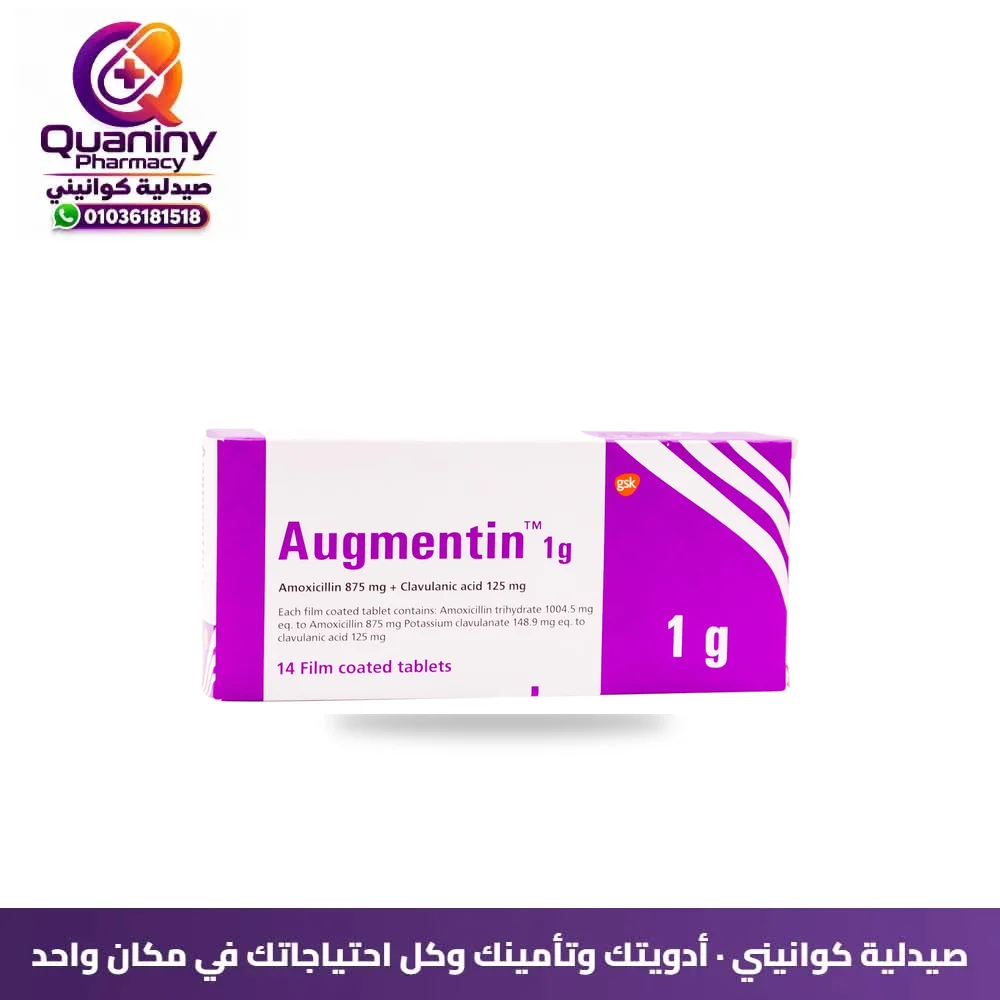 Quaniny
Pharmacy
صيدلية كوانيني
01036181518
Augmentin™ 1g
Amoxicillin 875 mg + Clavulanic acid 125 mg
Each film coated tablet contains: Amoxicillin trihydrate 1004.5 mg
eq. to Amoxicillin 875 mg Potassium clavulanate 148.9 mg eq. to
clavulanic acid 125 mg
14 Film coated tablets
gsk
1 g
صيدلية كوانيني · أدويتك وتأمينك وكل احتياجاتك في مكان واحد